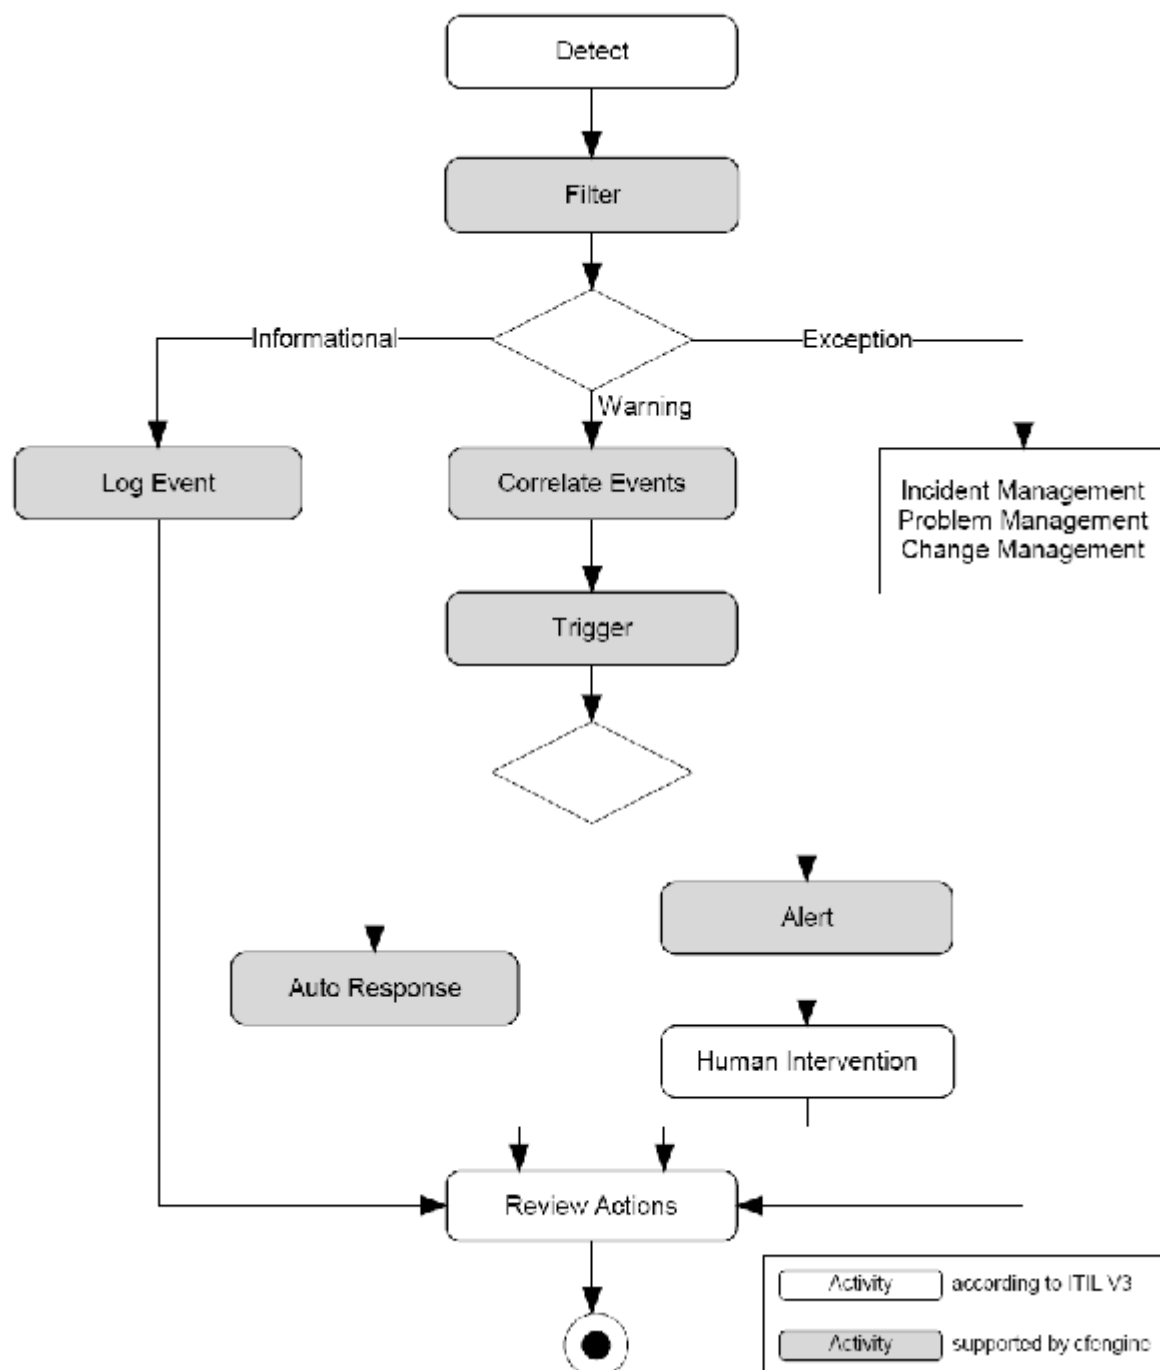 Detect
Filter
Informational
Exception
Warning
Log Event
Correlate Events
Incident Management
Problem Management
Change Management
Trigger
Alert
Auto Response
Human Intervention
Review Actions
Activity according to ITIL V3
Activity supported by cfengine